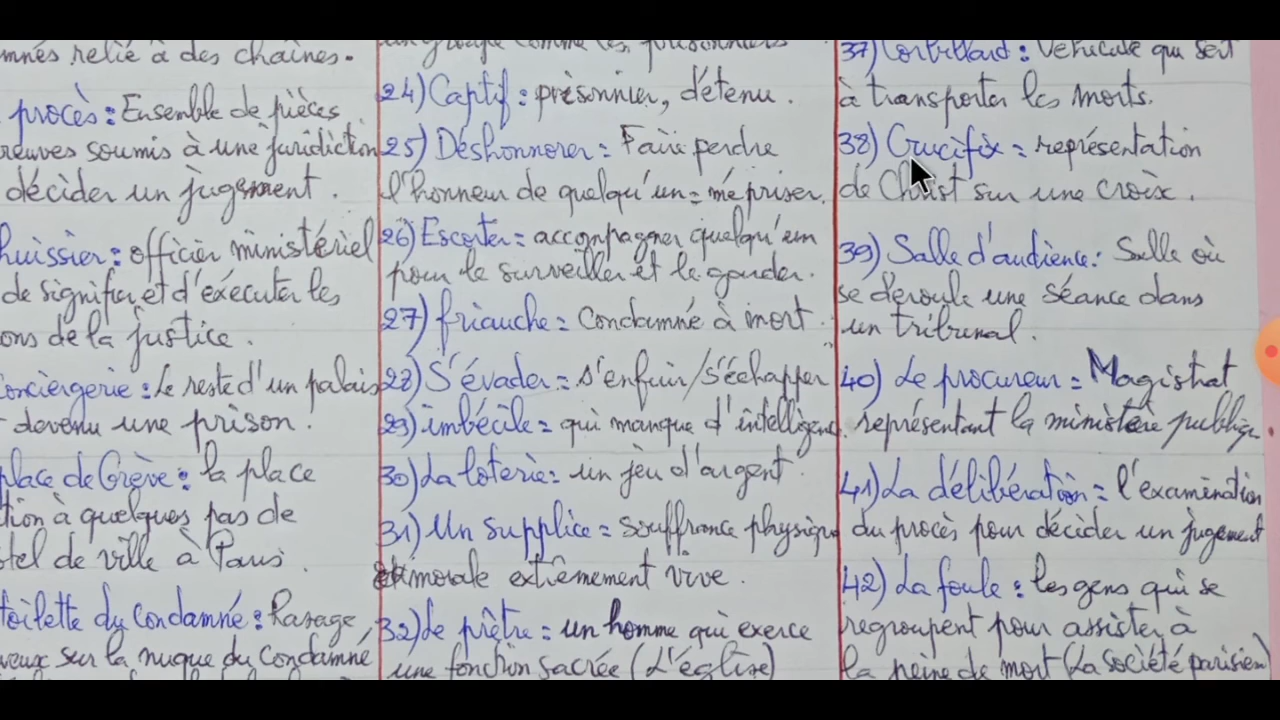 mnés relié à des chaînes.
procès : Ensemble de pièces
reuves soumis à une juridiction
décider un jugement.
huissier : officier ministériel
de signifier et d'exécuter les
ons de la justice.
Conciergerie : Le reste d'un palais
devenu une prison.
place de Grève : la place
tion à quelques pas de
tel de ville à Paris.
toilette du condamné : Rasage,
veux sur la nuque du condamné
un groupe comme les prisonniers
24) Captif : présonnier, détenu.
25) Déshonnorer = Faire perdre
l'honneur de quelqu'un = mépriser.
26) Escorter = accompagner quelqu'un
pour le surveiller et le garder.
27) friauche = Condamné à mort.
28) S'évader = s'enfuir/s'échapper
29) imbécile = qui manque d'intelligence.
30) La loterie = un jeu d'argent
31) Un supplice = souffrance physique
morale extrêmement vive.
32) Le prêtre = un homme qui exerce
une fonction sacrée (L'église)
37) Corbillard : véhicule qui sert
à transporter les morts.
38) Crucifix = représentation
de Christ sur une croix.
39) Salle d'audience : Salle où
se déroule une séance dans
un tribunal.
40) Le procureur = Magistrat
représentant la ministère
41) La délibération = l'examination
du procès pour décider un jugement
42) La foule : les gens qui se
regroupent pour assister à
la peine de mort (La société parisien)